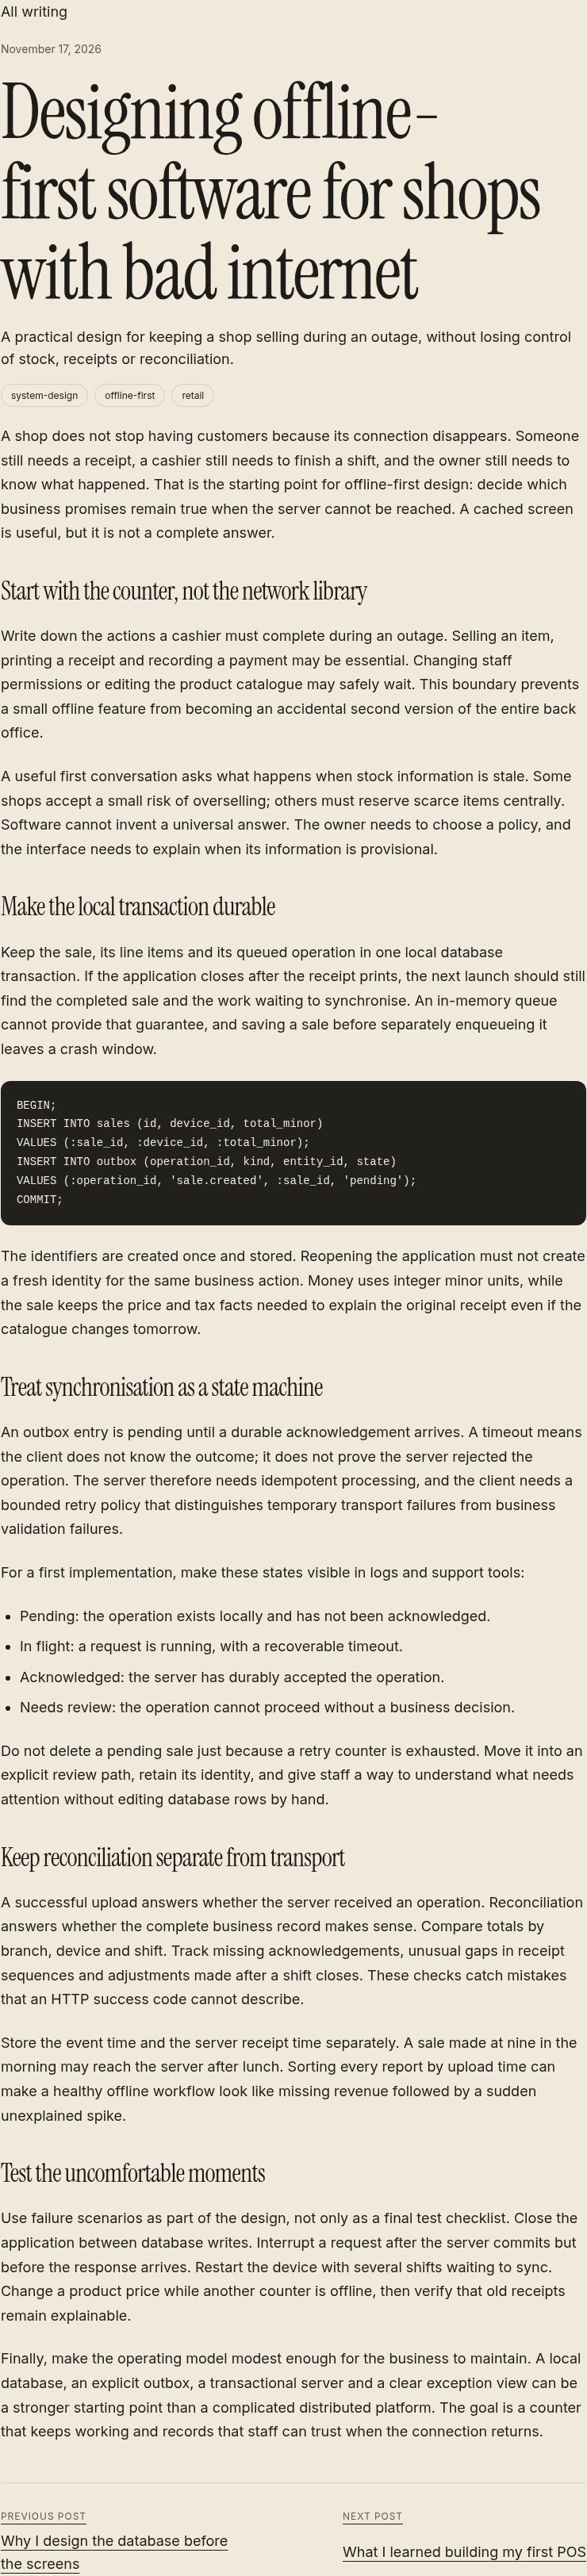 All writing
November 17, 2026
Designing offline-
first software for shops
with bad internet
A practical design for keeping a shop selling during an outage, without losing control
of stock, receipts or reconciliation.
system-design offline-first retail
A shop does not stop having customers because its connection disappears. Someone
still needs a receipt, a cashier still needs to finish a shift, and the owner still needs to
know what happened. That is the starting point for offline-first design: decide which
business promises remain true when the server cannot be reached. A cached screen
is useful, but it is not a complete answer.
Start with the counter, not the network library
Write down the actions a cashier must complete during an outage. Selling an item,
printing a receipt and recording a payment may be essential. Changing staff
permissions or editing the product catalogue may safely wait. This boundary prevents
a small offline feature from becoming an accidental second version of the entire back
office.
A useful first conversation asks what happens when stock information is stale. Some
shops accept a small risk of overselling; others must reserve scarce items centrally.
Software cannot invent a universal answer. The owner needs to choose a policy, and
the interface needs to explain when its information is provisional.
Make the local transaction durable
Keep the sale, its line items and its queued operation in one local database
transaction. If the application closes after the receipt prints, the next launch should still
find the completed sale and the work waiting to synchronise. An in-memory queue
cannot provide that guarantee, and saving a sale before separately enqueueing it
leaves a crash window.
BEGIN;
INSERT INTO sales (id, device_id, total_minor)
VALUES (:sale_id, :device_id, :total_minor);
INSERT INTO outbox (operation_id, kind, entity_id, state)
VALUES (:operation_id, 'sale.created', :sale_id, 'pending');
COMMIT;
The identifiers are created once and stored. Reopening the application must not create
a fresh identity for the same business action. Money uses integer minor units, while
the sale keeps the price and tax facts needed to explain the original receipt even if the
catalogue changes tomorrow.
Treat synchronisation as a state machine
An outbox entry is pending until a durable acknowledgement arrives. A timeout means
the client does not know the outcome; it does not prove the server rejected the
operation. The server therefore needs idempotent processing, and the client needs a
bounded retry policy that distinguishes temporary transport failures from business
validation failures.
For a first implementation, make these states visible in logs and support tools:
• Pending: the operation exists locally and has not been acknowledged.
• In flight: a request is running, with a recoverable timeout.
• Acknowledged: the server has durably accepted the operation.
• Needs review: the operation cannot proceed without a business decision.
Do not delete a pending sale just because a retry counter is exhausted. Move it into an
explicit review path, retain its identity, and give staff a way to understand what needs
attention without editing database rows by hand.
Keep reconciliation separate from transport
A successful upload answers whether the server received an operation. Reconciliation
answers whether the complete business record makes sense. Compare totals by
branch, device and shift. Track missing acknowledgements, unusual gaps in receipt
sequences and adjustments made after a shift closes. These checks catch mistakes
that an HTTP success code cannot describe.
Store the event time and the server receipt time separately. A sale made at nine in the
morning may reach the server after lunch. Sorting every report by upload time can
make a healthy offline workflow look like missing revenue followed by a sudden
unexplained spike.
Test the uncomfortable moments
Use failure scenarios as part of the design, not only as a final test checklist. Close the
application between database writes. Interrupt a request after the server commits but
before the response arrives. Restart the device with several shifts waiting to sync.
Change a product price while another counter is offline, then verify that old receipts
remain explainable.
Finally, make the operating model modest enough for the business to maintain. A local
database, an explicit outbox, a transactional server and a clear exception view can be
a stronger starting point than a complicated distributed platform. The goal is a counter
that keeps working and records that staff can trust when the connection returns.
PREVIOUS POST
Why I design the database before
the screens
NEXT POST
What I learned building my first POS